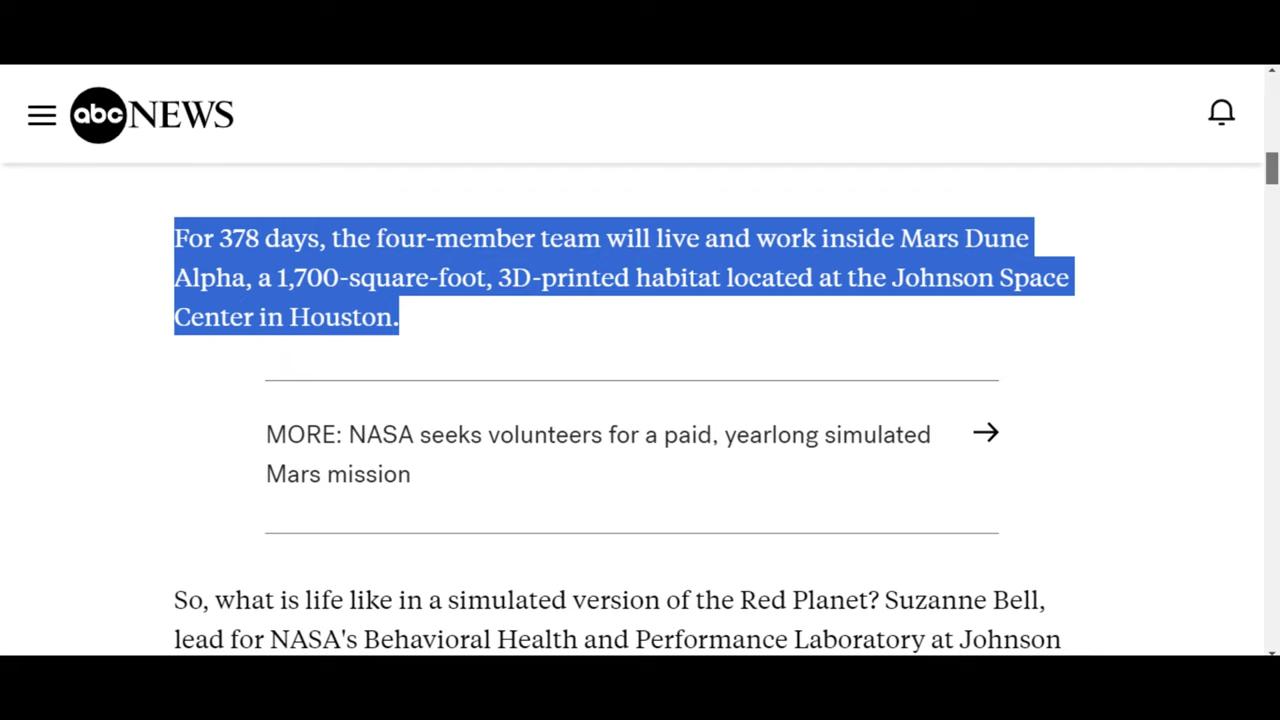 abc NEWS
For 378 days, the four-member team will live and work inside Mars Dune
Alpha, a 1,700-square-foot, 3D-printed habitat located at the Johnson Space
Center in Houston.
MORE: NASA seeks volunteers for a paid, yearlong simulated
Mars mission
So, what is life like in a simulated version of the Red Planet? Suzanne Bell,
lead for NASA's Behavioral Health and Performance Laboratory at Johnson